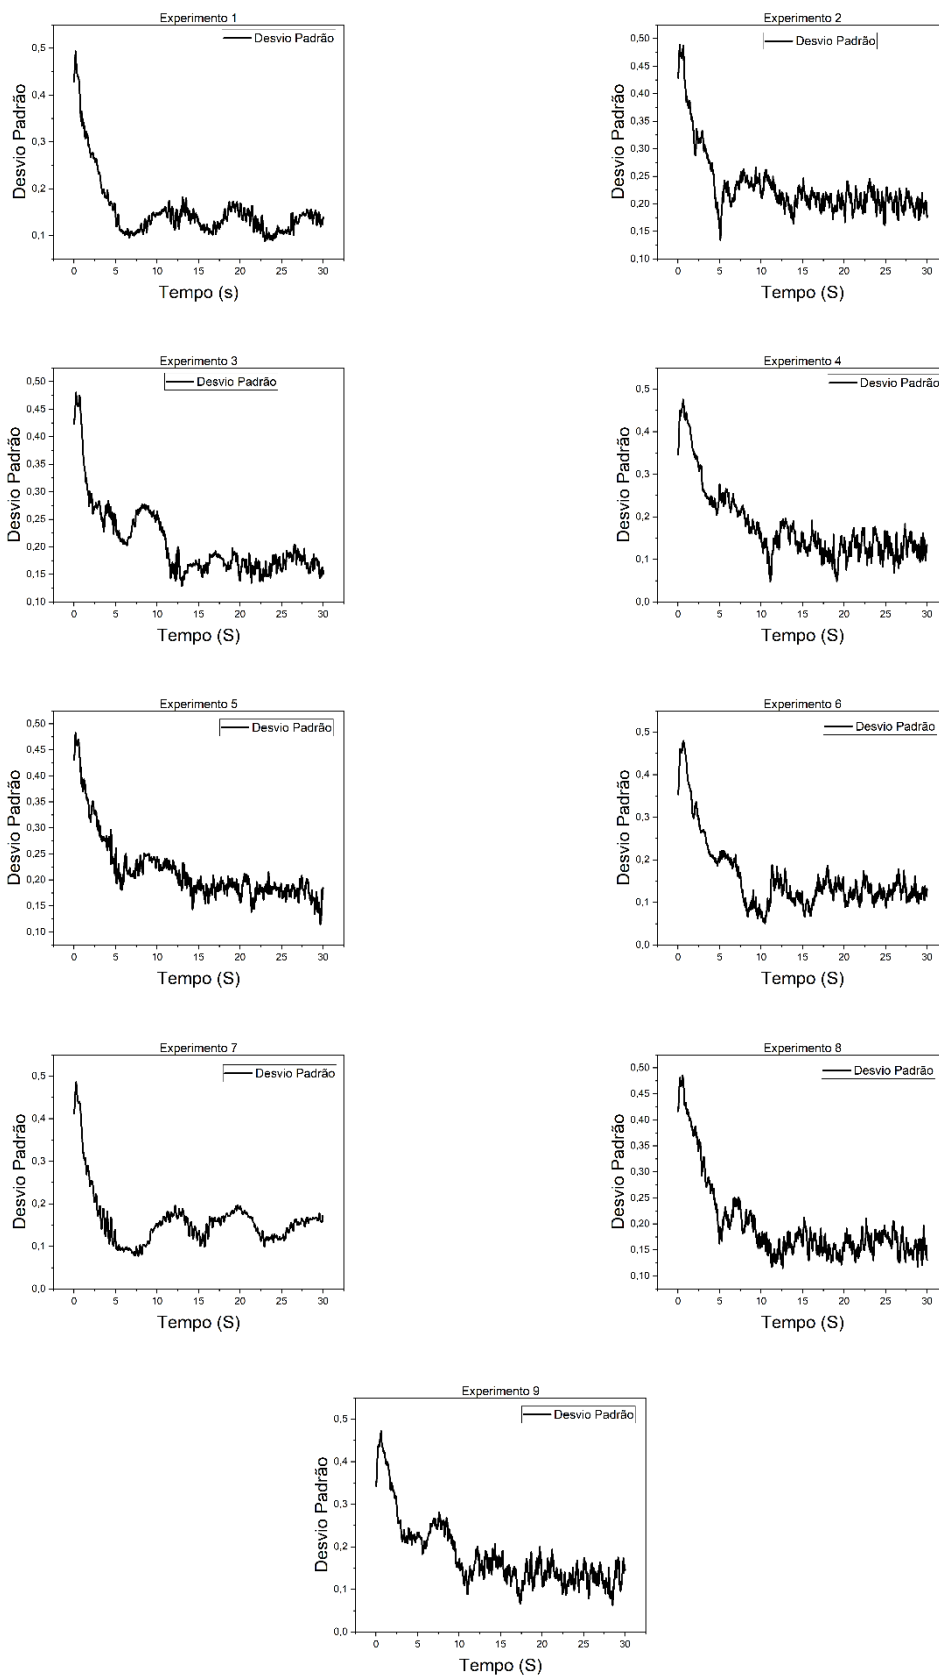 Experimento 1
Desvio Padrão
0,5
0,4
0,3
0,2
0,1
Desvio Padrão
0 5 10 15 20 25 30
Tempo (s)
Experimento 2
Desvio Padrão
0,50
0,45
0,40
0,35
0,30
0,25
0,20
0,15
0,10
Desvio Padrão
0 5 10 15 20 25 30
Tempo (S)
Experimento 3
Desvio Padrão
0,50
0,45
0,40
0,35
0,30
0,25
0,20
0,15
0,10
Desvio Padrão
0 5 10 15 20 25 30
Tempo (S)
Experimento 4
Desvio Padrão
0,5
0,4
0,3
0,2
0,1
0,0
Desvio Padrão
0 5 10 15 20 25 30
Tempo (S)
Experimento 5
Desvio Padrão
0,50
0,45
0,40
0,35
0,30
0,25
0,20
0,15
0,10
Desvio Padrão
0 5 10 15 20 25 30
Tempo (S)
Experimento 6
Desvio Padrão
0,5
0,4
0,3
0,2
0,1
0,0
Desvio Padrão
0 5 10 15 20 25 30
Tempo (S)
Experimento 7
Desvio Padrão
0,5
0,4
0,3
0,2
0,1
0,0
Desvio Padrão
0 5 10 15 20 25 30
Tempo (S)
Experimento 8
Desvio Padrão
0,50
0,45
0,40
0,35
0,30
0,25
0,20
0,15
0,10
Desvio Padrão
0 5 10 15 20 25 30
Tempo (S)
Experimento 9
Desvio Padrão
0,5
0,4
0,3
0,2
0,1
0,0
Desvio Padrão
0 5 10 15 20 25 30
Tempo (S)